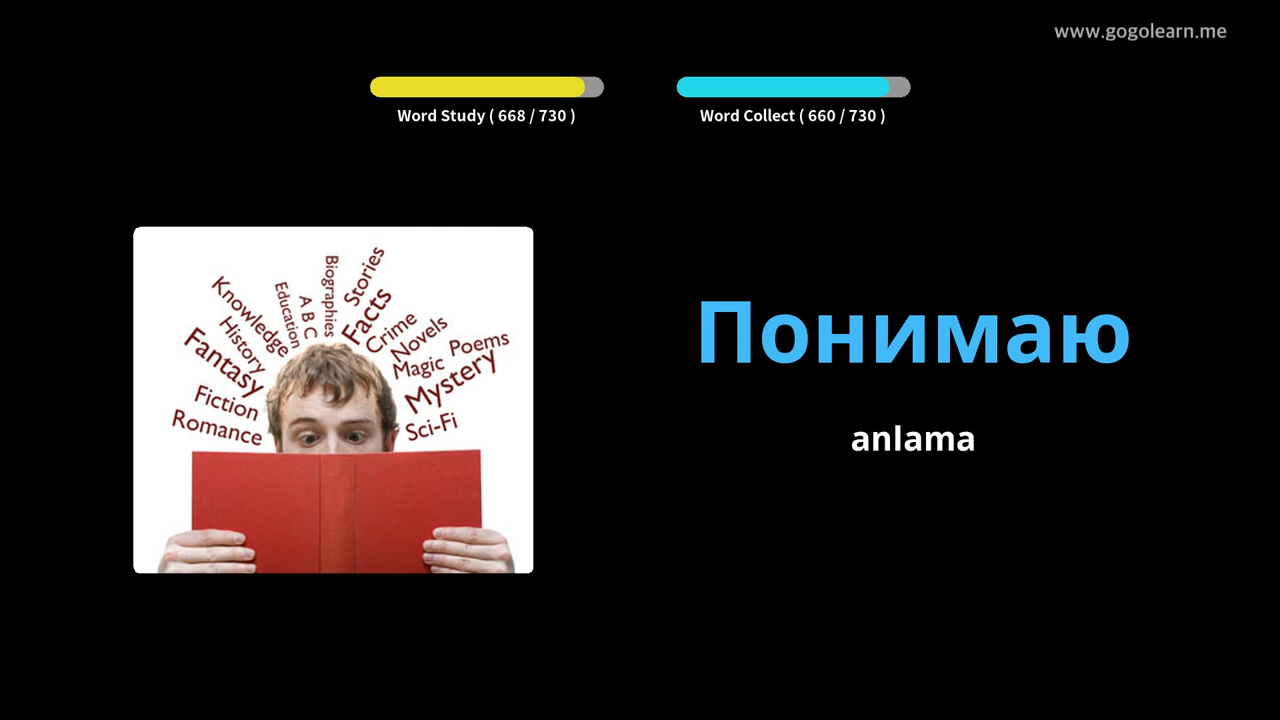 www.gogolearn.me
Word Study ( 668 / 730 )
Word Collect ( 660 / 730 )
Knowledge
History
Fantasy
Fiction
Romance
Education
A B C
Biographies
Stories
Facts
Crime
Novels
Magic
Poems
Mystery
Sci-Fi
Понимаю
anlama